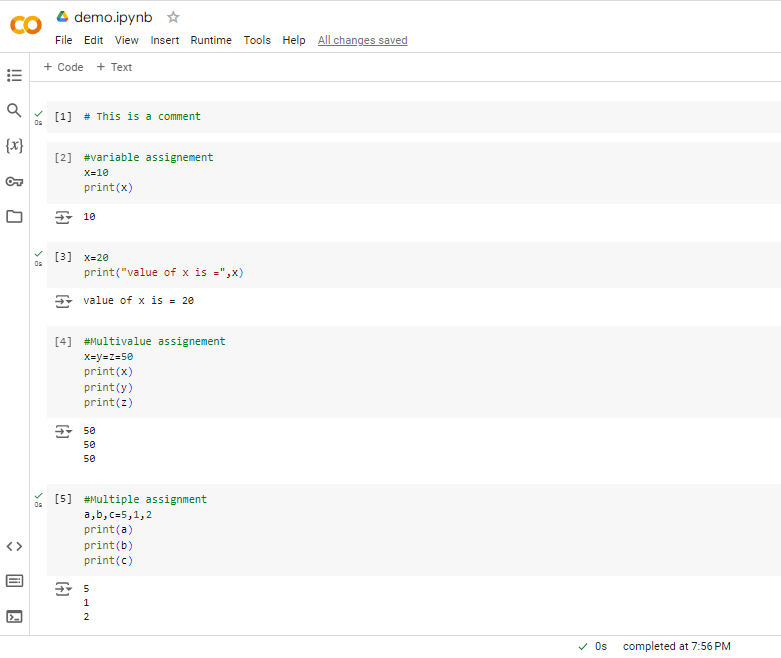 demo.ipynb
File Edit View Insert Runtime Tools Help All changes saved
+ Code + Text
0s [1] # This is a comment
[2] #variable assignement
x=10
print(x)
10
0s [3] x=20
print("value of x is =",x)
value of x is = 20
[4] #Multivalue assignement
x=y=z=50
print(x)
print(y)
print(z)
50
50
50
0s [5] #Multiple assignment
a,b,c=5,1,2
print(a)
print(b)
print(c)
5
1
2
0s completed at 7:56 PM